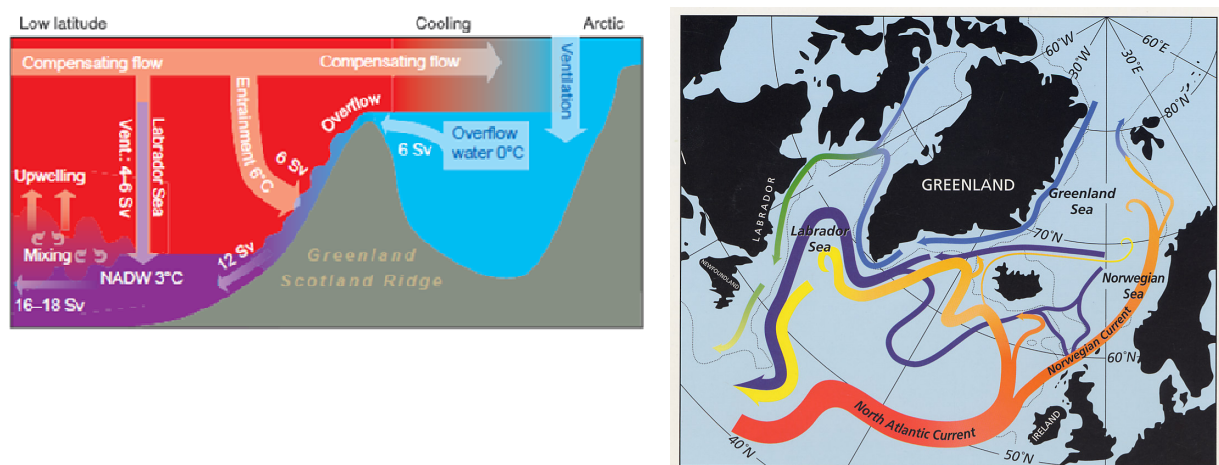 Low latitude
Cooling
Arctic
Compensating flow
Compensating flow
Ventilation
Entrainment 6°C
Overflow
Labrador Sea
Vent.: 4–6 Sv
6 Sv
6 Sv
Overflow
water 0°C
Upwelling
Mixing
12 Sv
NADW 3°C
16–18 Sv
Greenland
Scotland Ridge
60°W
30°W
30°E
60°E
80°N
GREENLAND
Greenland
Sea
70°N
LABRADOR
Labrador
Sea
NEWFOUNDLAND
Norwegian
Sea
Norwegian Current
60°N
North Atlantic Current
IRELAND
40°N
50°N